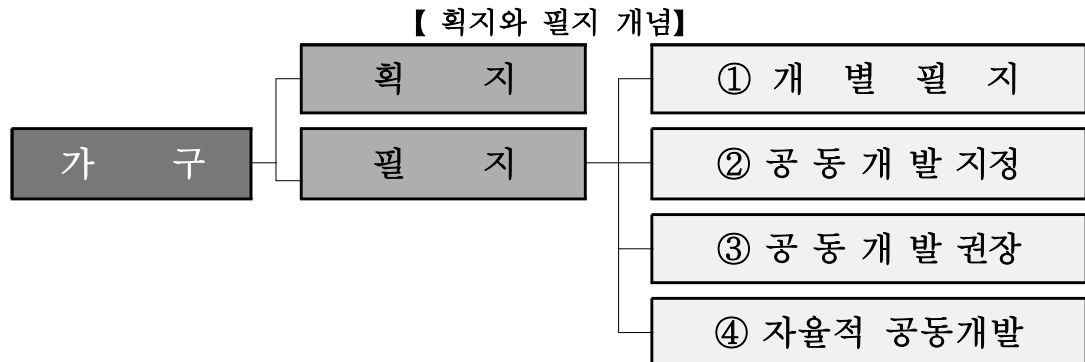 【 획지와 필지 개념】
획 지
① 개 별 필 지
가 구
필 지
② 공 동 개 발 지정
③ 공 동 개 발 권장
④ 자율적 공동개발